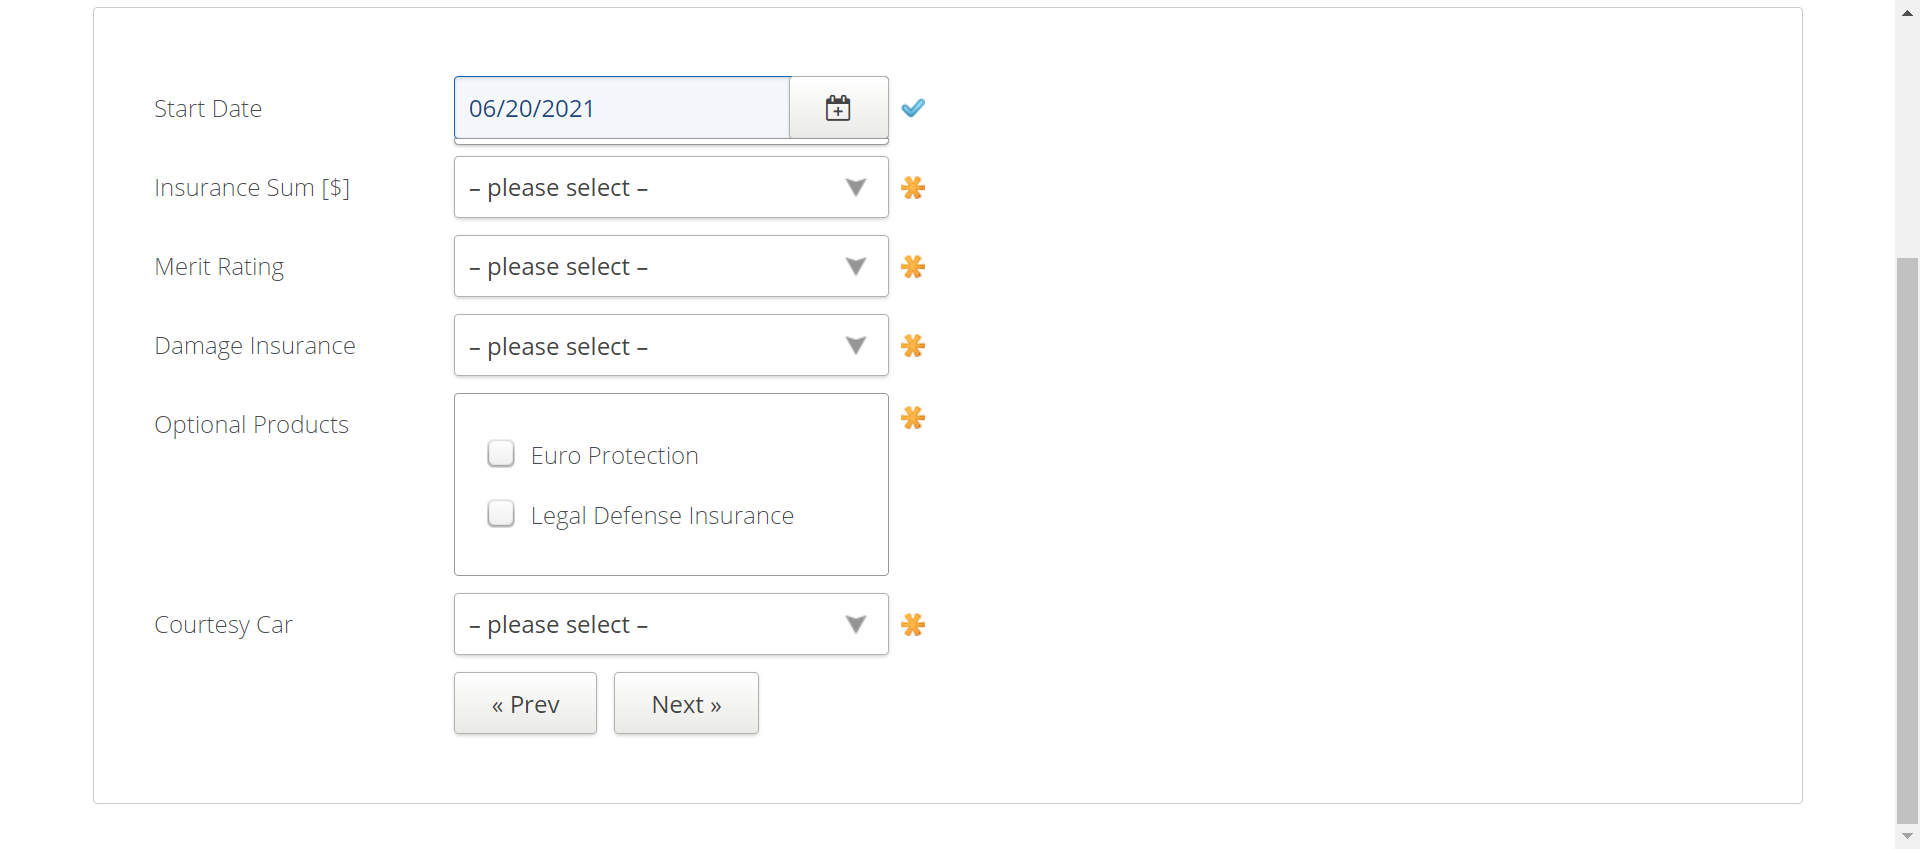 Start Date
06/20/2021
Insurance Sum [$]
– please select –
Merit Rating
– please select –
Damage Insurance
– please select –
Optional Products
Euro Protection
Legal Defense Insurance
Courtesy Car
– please select –
« Prev
Next »